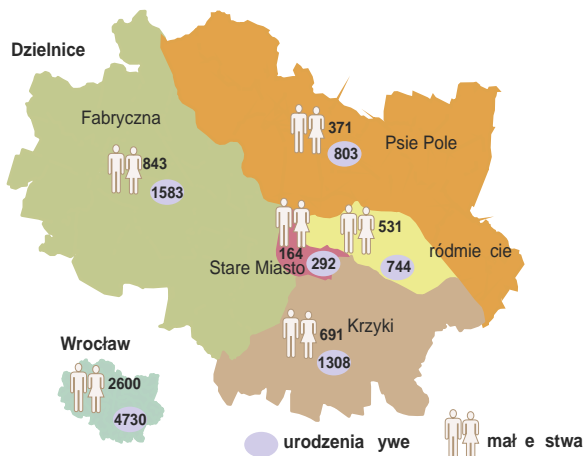 Dzielnice
Fabryczna
843
1583
371
Psie Pole
803
531
ródmie cie
744
164
Stare Miasto
292
Krzyki
691
1308
Wrocław
2600
4730
urodzenia ywe
mał e stwa